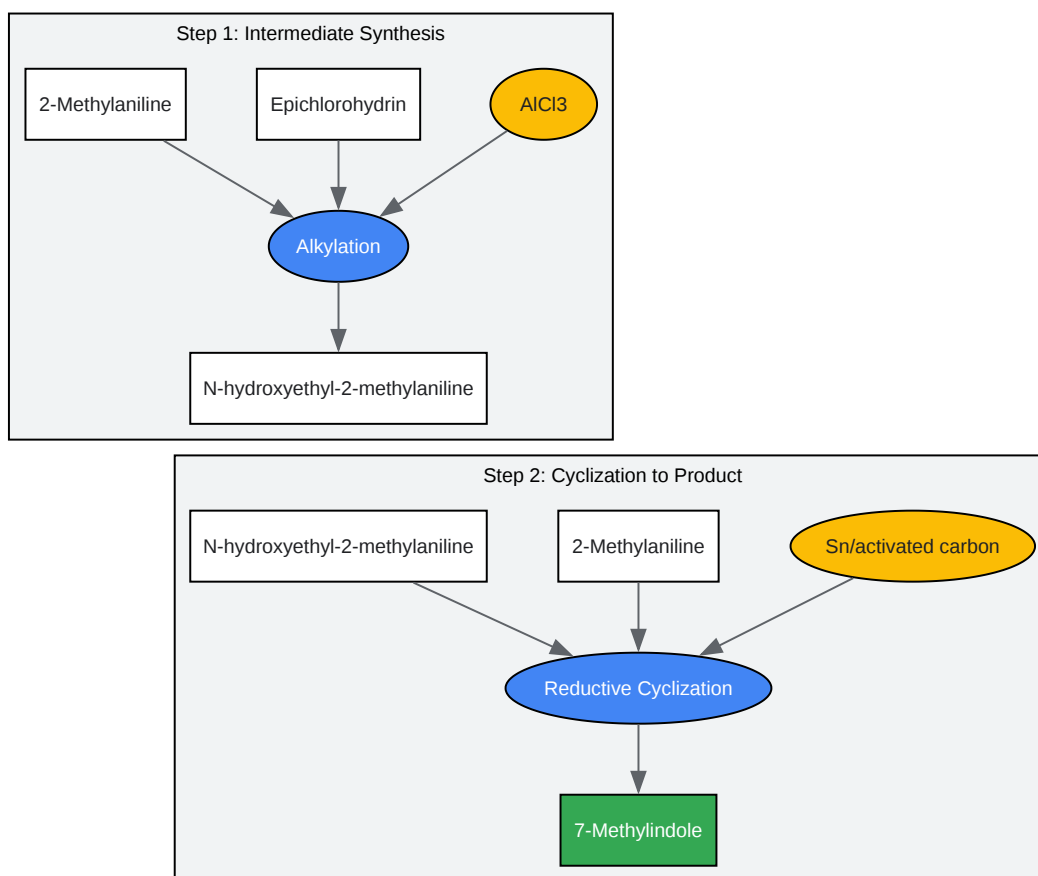 Step 1: Intermediate Synthesis
2-Methylaniline
Epichlorohydrin
AlCl3
Alkylation
N-hydroxyethyl-2-methylaniline
Step 2: Cyclization to Product
N-hydroxyethyl-2-methylaniline
2-Methylaniline
Sn/activated carbon
Reductive Cyclization
7-Methylindole